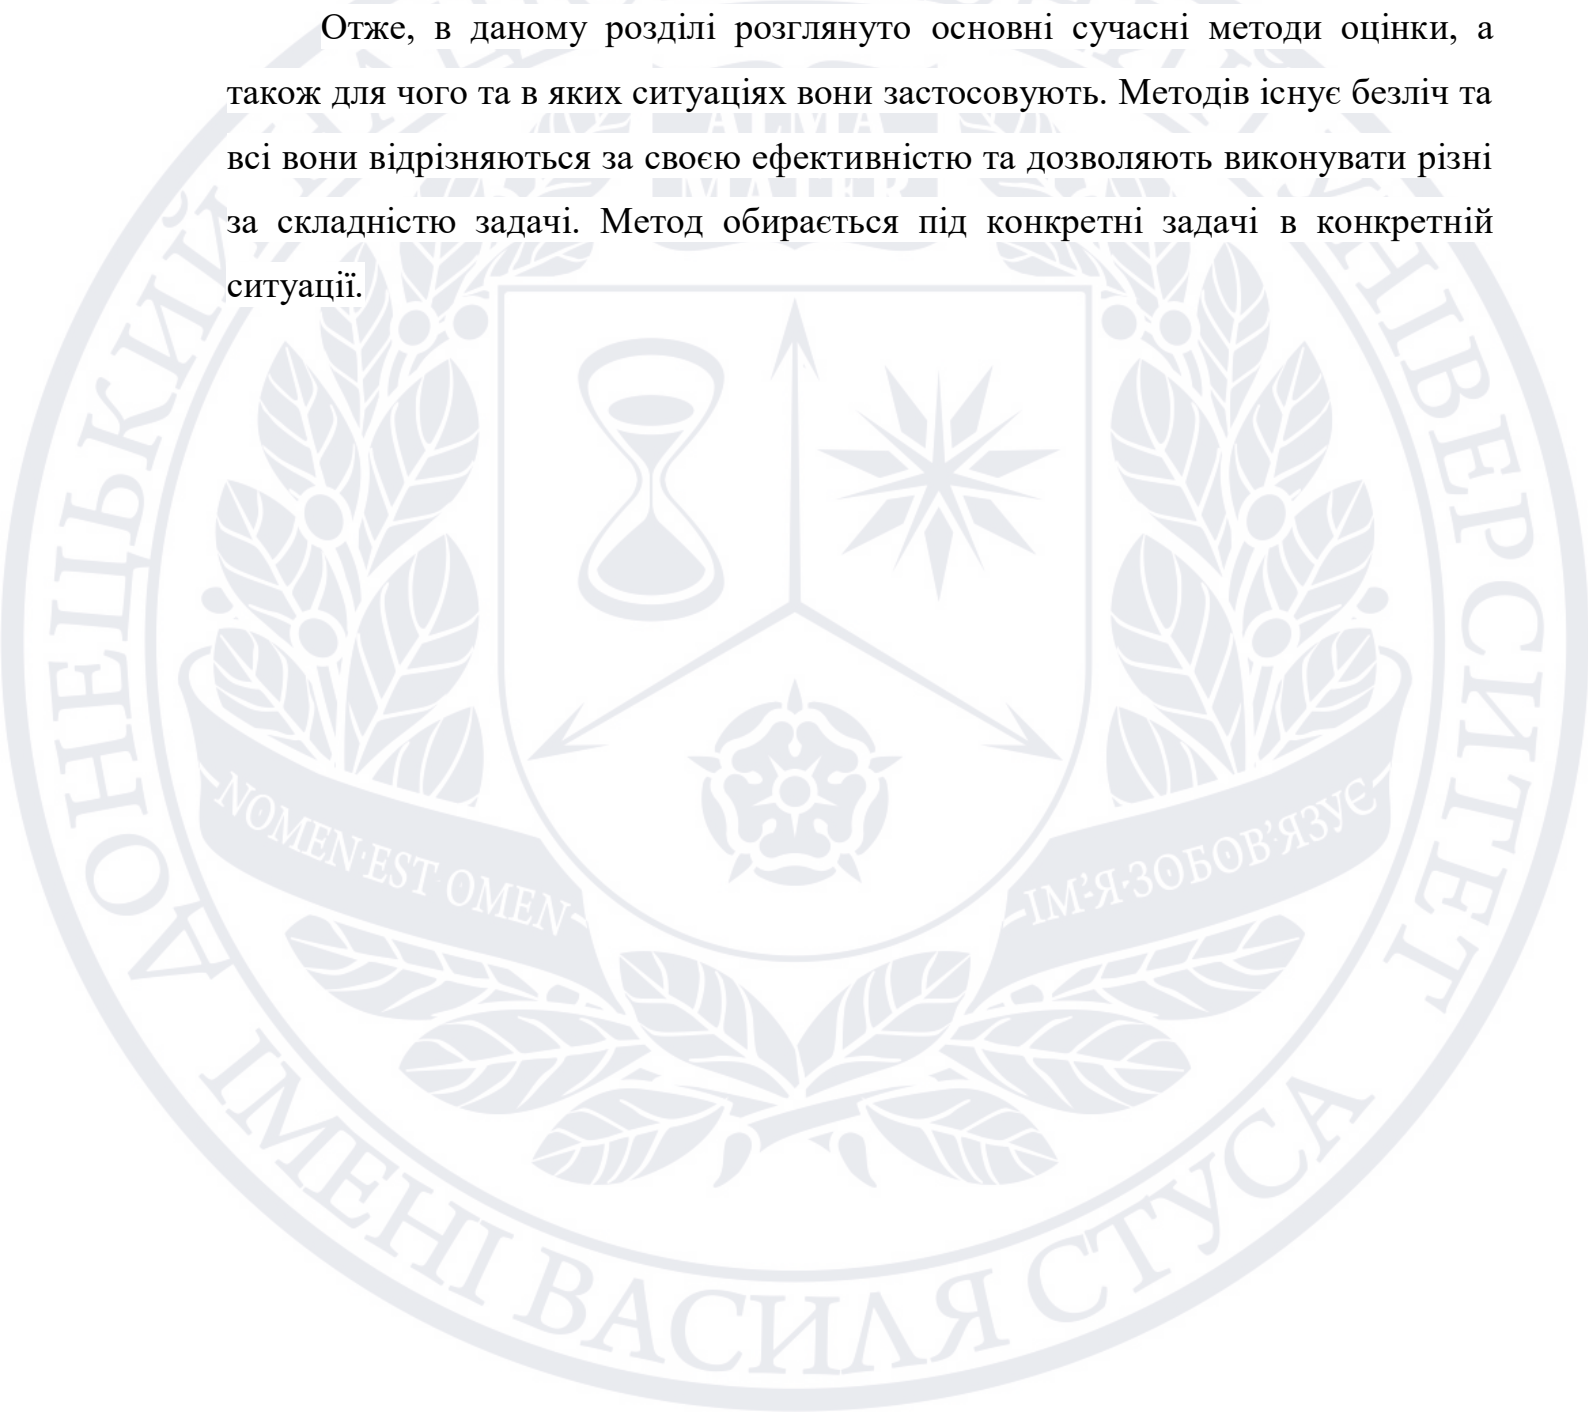 Отже, в даному розділі розглянуто основні сучасні методи оцінки, а
також для чого та в яких ситуаціях вони застосовують. Методів існує безліч та
всі вони відрізняються за своєю ефективністю та дозволяють виконувати різні
за складністю задачі. Метод обирається під конкретні задачі в конкретній
ситуації.
ALMA
MATER
ДОНЕЦЬКИЙ
УНІВЕРСИТЕТ
NOMEN EST OMEN
ІМ’Я ЗОБОВ’ЯЗУЄ
ІМЕНІ ВАСИЛЯ СТУСА